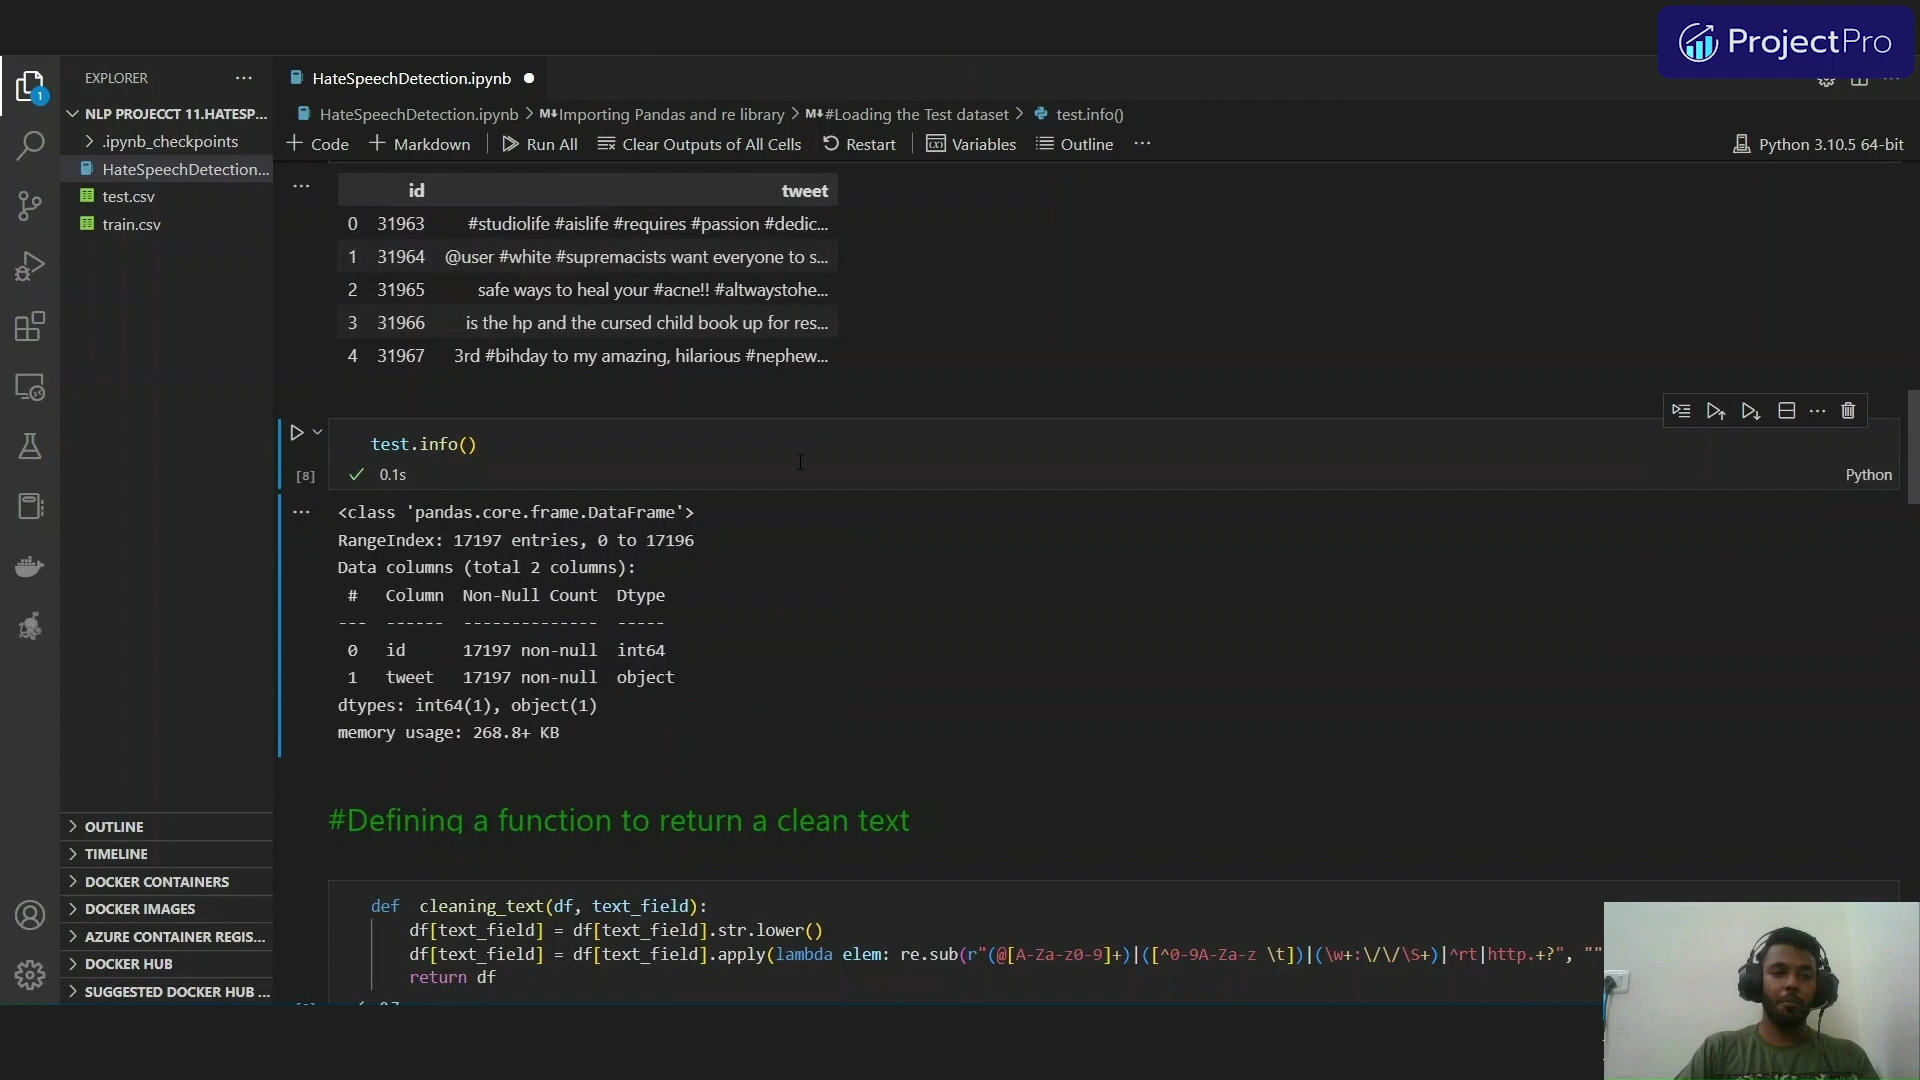 ProjectPro
EXPLORER
NLP PROJECCT 11.HATESP...
.ipynb_checkpoints
HateSpeechDetection...
test.csv
train.csv
OUTLINE
TIMELINE
DOCKER CONTAINERS
DOCKER IMAGES
AZURE CONTAINER REGIS...
DOCKER HUB
SUGGESTED DOCKER HUB ...
1
HateSpeechDetection.ipynb
HateSpeechDetection.ipynb > M↓Importing Pandas and re library > M↓#Loading the Test dataset > test.info()
+ Code + Markdown Run All Clear Outputs of All Cells Restart Variables Outline ... Python 3.10.5 64-bit
id tweet
0 31963 #studiolife #aislife #requires #passion #dedic...
1 31964 @user #white #supremacists want everyone to s...
2 31965 safe ways to heal your #acne!! #altwaystohe...
3 31966 is the hp and the cursed child book up for res...
4 31967 3rd #bihday to my amazing, hilarious #nephew...
test.info()
[8] 0.1s Python
<class 'pandas.core.frame.DataFrame'>
RangeIndex: 17197 entries, 0 to 17196
Data columns (total 2 columns):
# Column Non-Null Count Dtype
--- ------ -------------- -----
0 id 17197 non-null int64
1 tweet 17197 non-null object
dtypes: int64(1), object(1)
memory usage: 268.8+ KB
#Defining a function to return a clean text
def cleaning_text(df, text_field):
df[text_field] = df[text_field].str.lower()
df[text_field] = df[text_field].apply(lambda elem: re.sub(r"(@[A-Za-z0-9]+)|([^0-9A-Za-z \t])|(\w+:\/\/\S+)|^rt|http.+?", ""
return df